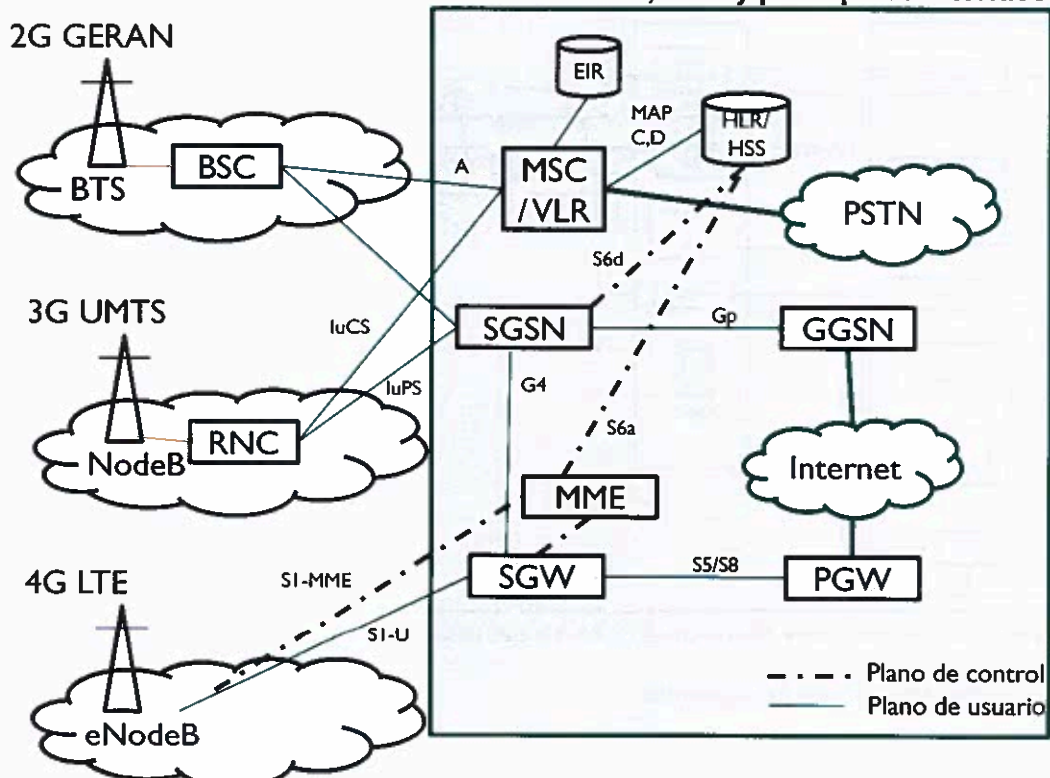 2G GERAN
EIR
MAP
C,D
HLR/
HSS
BTS
BSC
A
MSC
/VLR
PSTN
S6d
3G UMTS
IuCS
SGSN
Gp
GGSN
IuPS
G4
NodeB
RNC
S6a
Internet
MME
4G LTE
S1-MME
SGW
S5/S8
PGW
S1-U
eNodeB
Plano de control
Plano de usuario